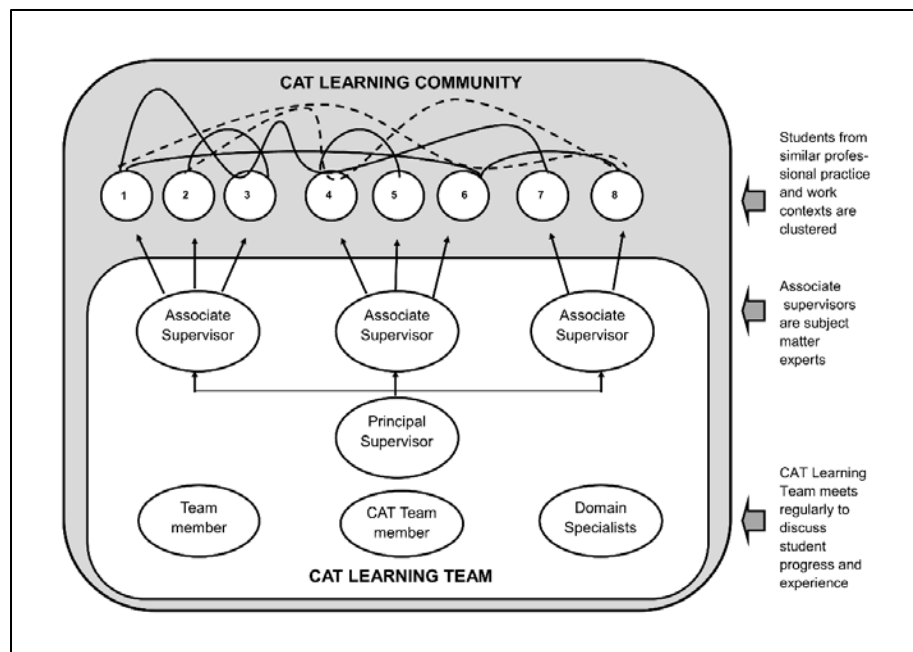 CAT LEARNING COMMUNITY
1 2 3 4 5 6 7 8
Students from
similar profes-
sional practice
and work
contexts are
clustered
Associate
Supervisor
Associate
Supervisor
Associate
Supervisor
Associate
supervisors
are subject
matter
experts
Principal
Supervisor
Team
member
CAT Team
member
Domain
Specialists
CAT LEARNING TEAM
CAT Learning
Team meets
regularly to
discuss
student
progress and
experience